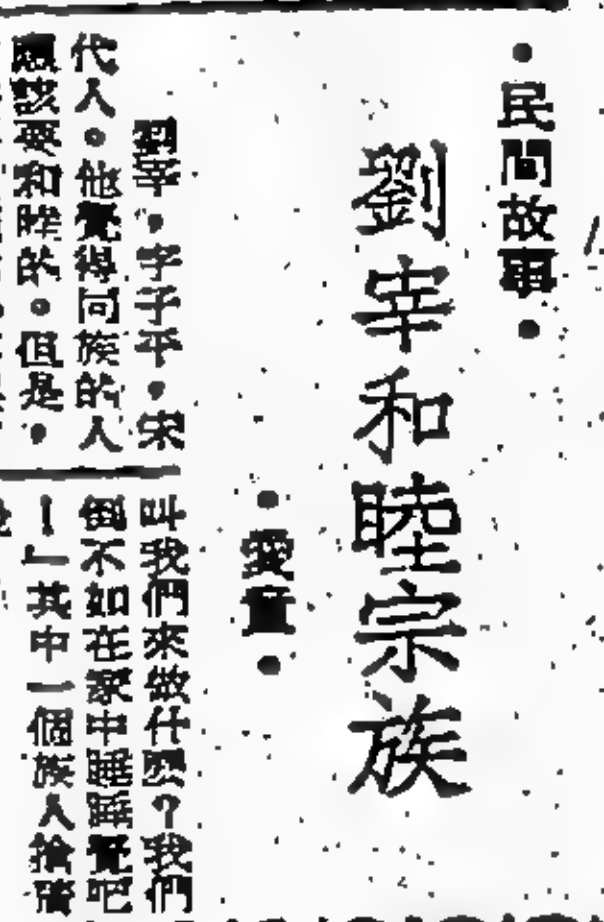 •民間故事•
劉宰和睦宗族
•愛童•
劉宰,字子平,宋
代人。他覺得同族的人
應該要和睦的。但是,
叫我們來做什麼?我們
倒不如在家中睡睡覺吧
!」其中一個族人搶着